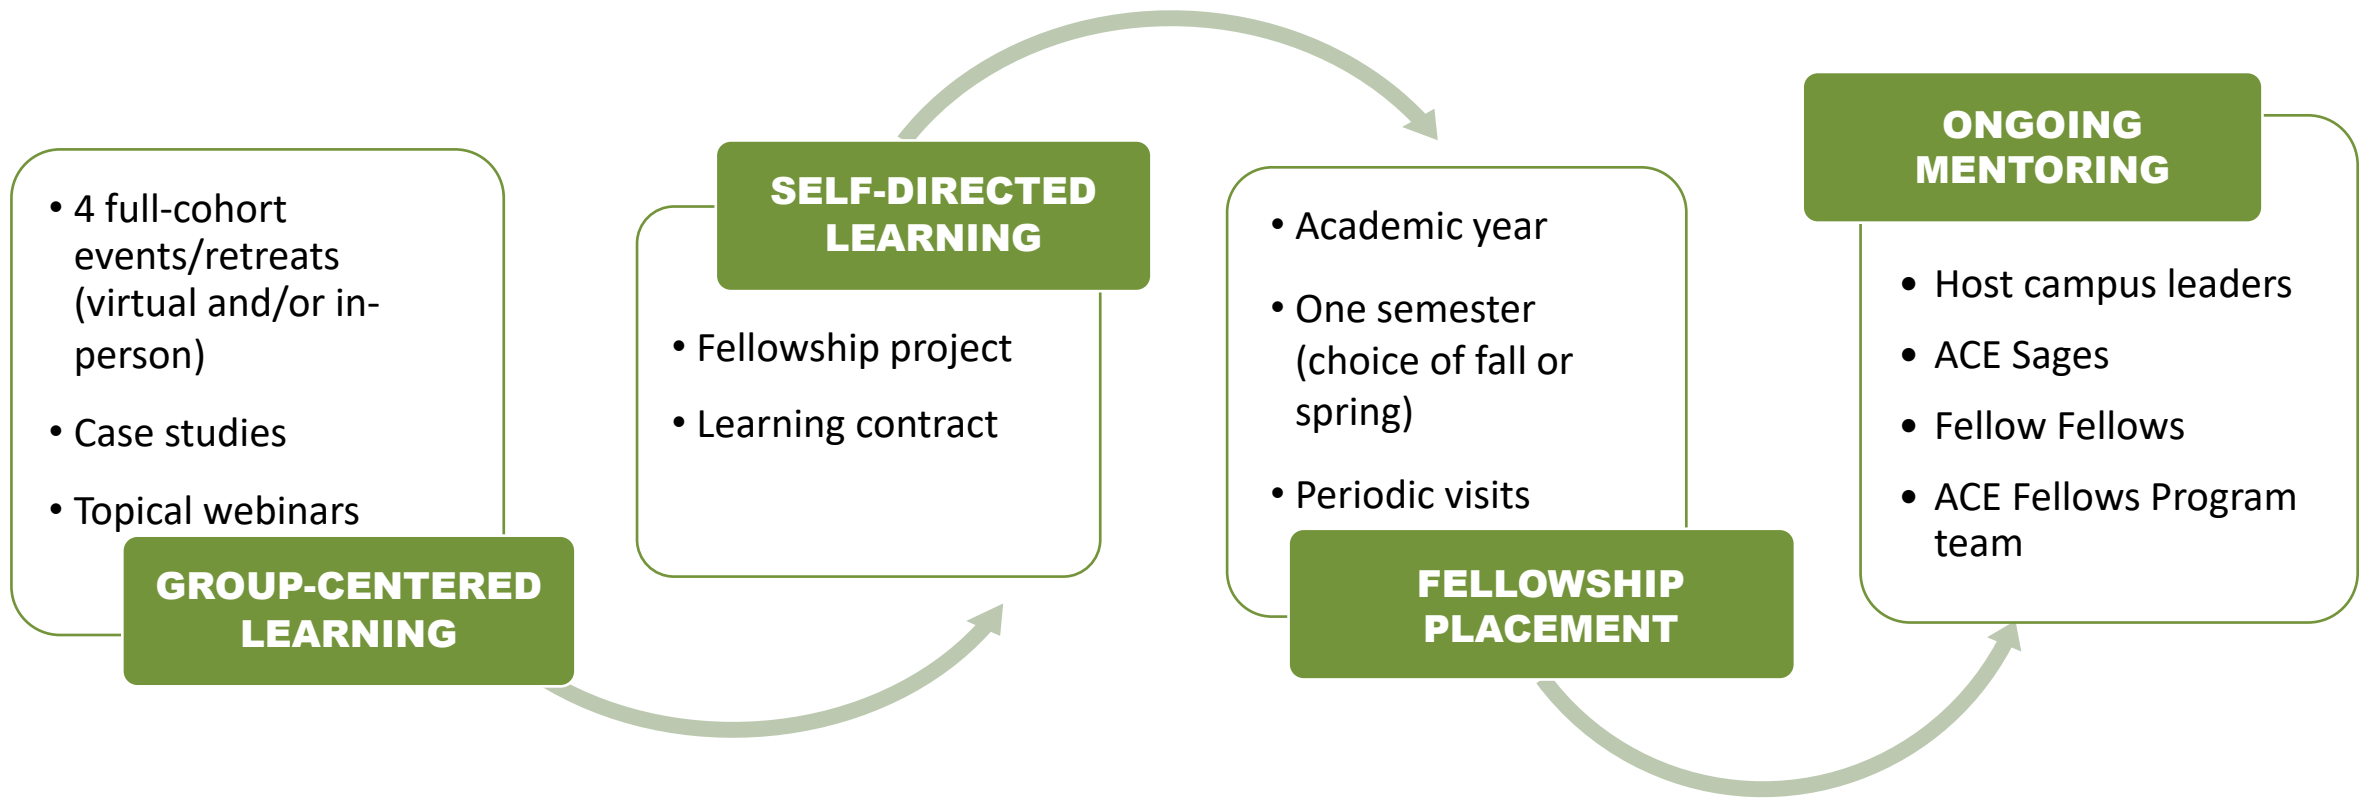 • 4 full-cohort
events/retreats
(virtual and/or in-
person)
• Case studies
• Topical webinars
GROUP-CENTERED
LEARNING
SELF-DIRECTED
LEARNING
• Fellowship project
• Learning contract
• Academic year
• One semester
(choice of fall or
spring)
• Periodic visits
FELLOWSHIP
PLACEMENT
ONGOING
MENTORING
• Host campus leaders
• ACE Sages
• Fellow Fellows
• ACE Fellows Program
team